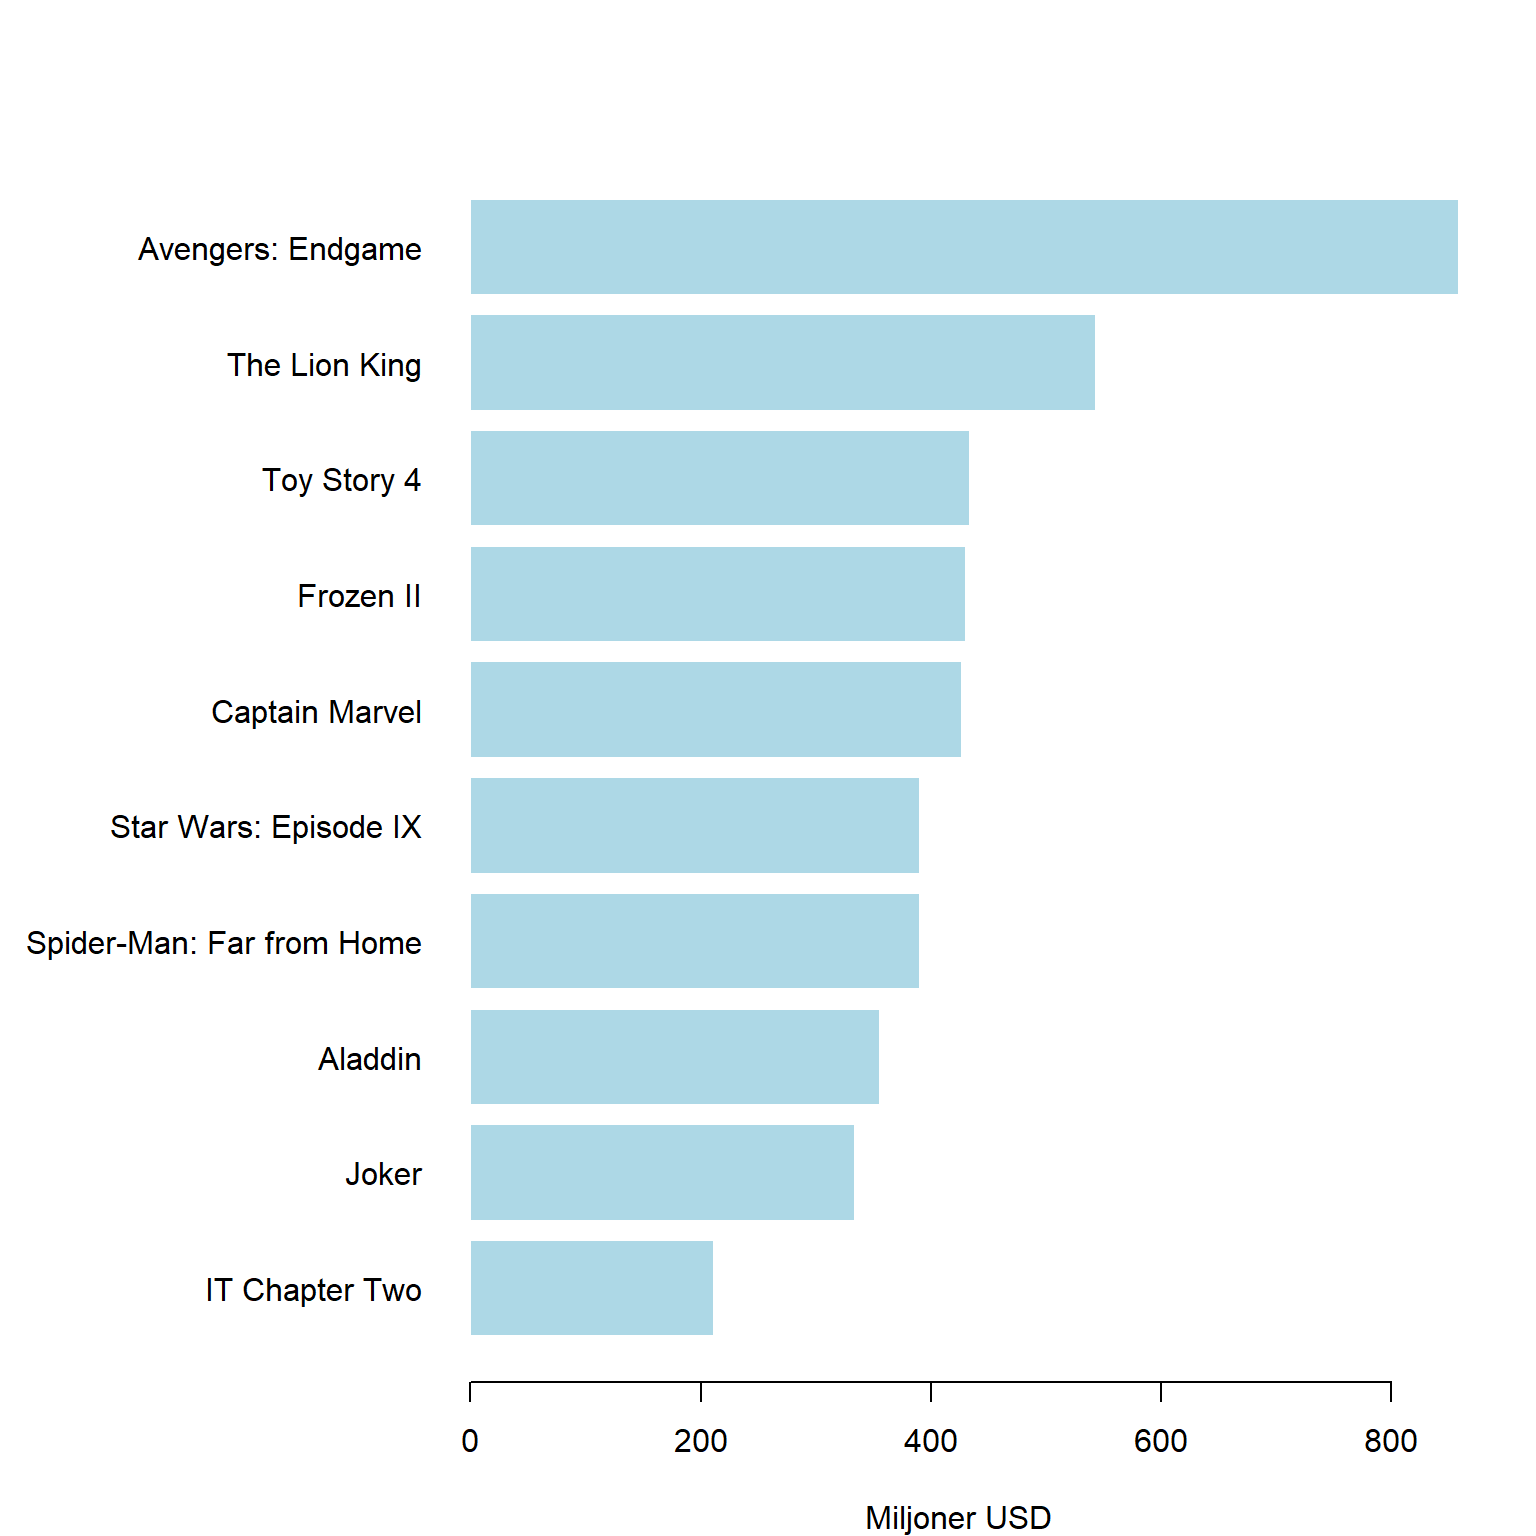 Avengers: Endgame
The Lion King
Toy Story 4
Frozen II
Captain Marvel
Star Wars: Episode IX
Spider-Man: Far from Home
Aladdin
Joker
IT Chapter Two
0 200 400 600 800
Miljoner USD